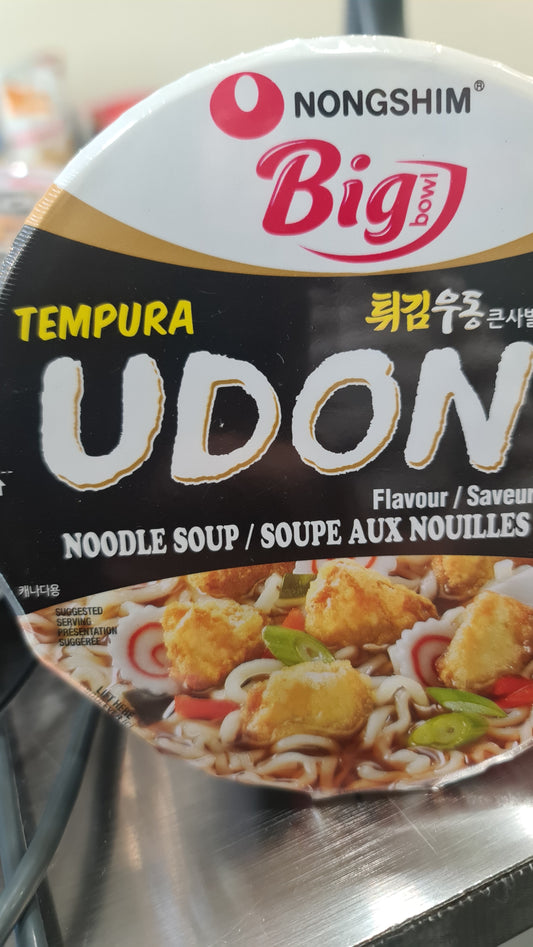 NONGSHIM®
Big bowl
TEMPURA
튀김우동 큰사발
UDON
Flavour / Saveur
NOODLE SOUP / SOUPE AUX NOUILLES
캐나다용
SUGGESTED
SERVING
PRESENTATION
SUGGÉRÉE